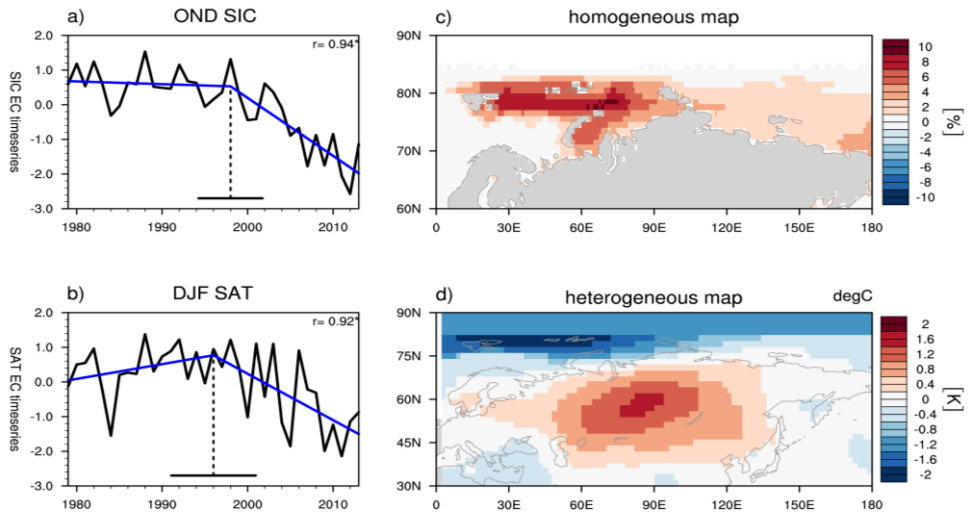 a) OND SIC
r= 0.94*
SIC EC timeseries
2.0
1.0
0.0
-1.0
-2.0
-3.0
1980 1990 2000 2010
c) homogeneous map
90N
80N
70N
60N
0 30E 60E 90E 120E 150E 180
10
8
6
4
2
0
-2
-4
-6
-8
-10
[%]
b) DJF SAT
r= 0.92*
SAT EC timeseries
2.0
1.0
0.0
-1.0
-2.0
-3.0
1980 1990 2000 2010
d) heterogeneous map degC
90N
75N
60N
45N
30N
0 30E 60E 90E 120E 150E 180
2
1.6
1.2
0.8
0.4
0
-0.4
-0.8
-1.2
-1.6
-2
[K]